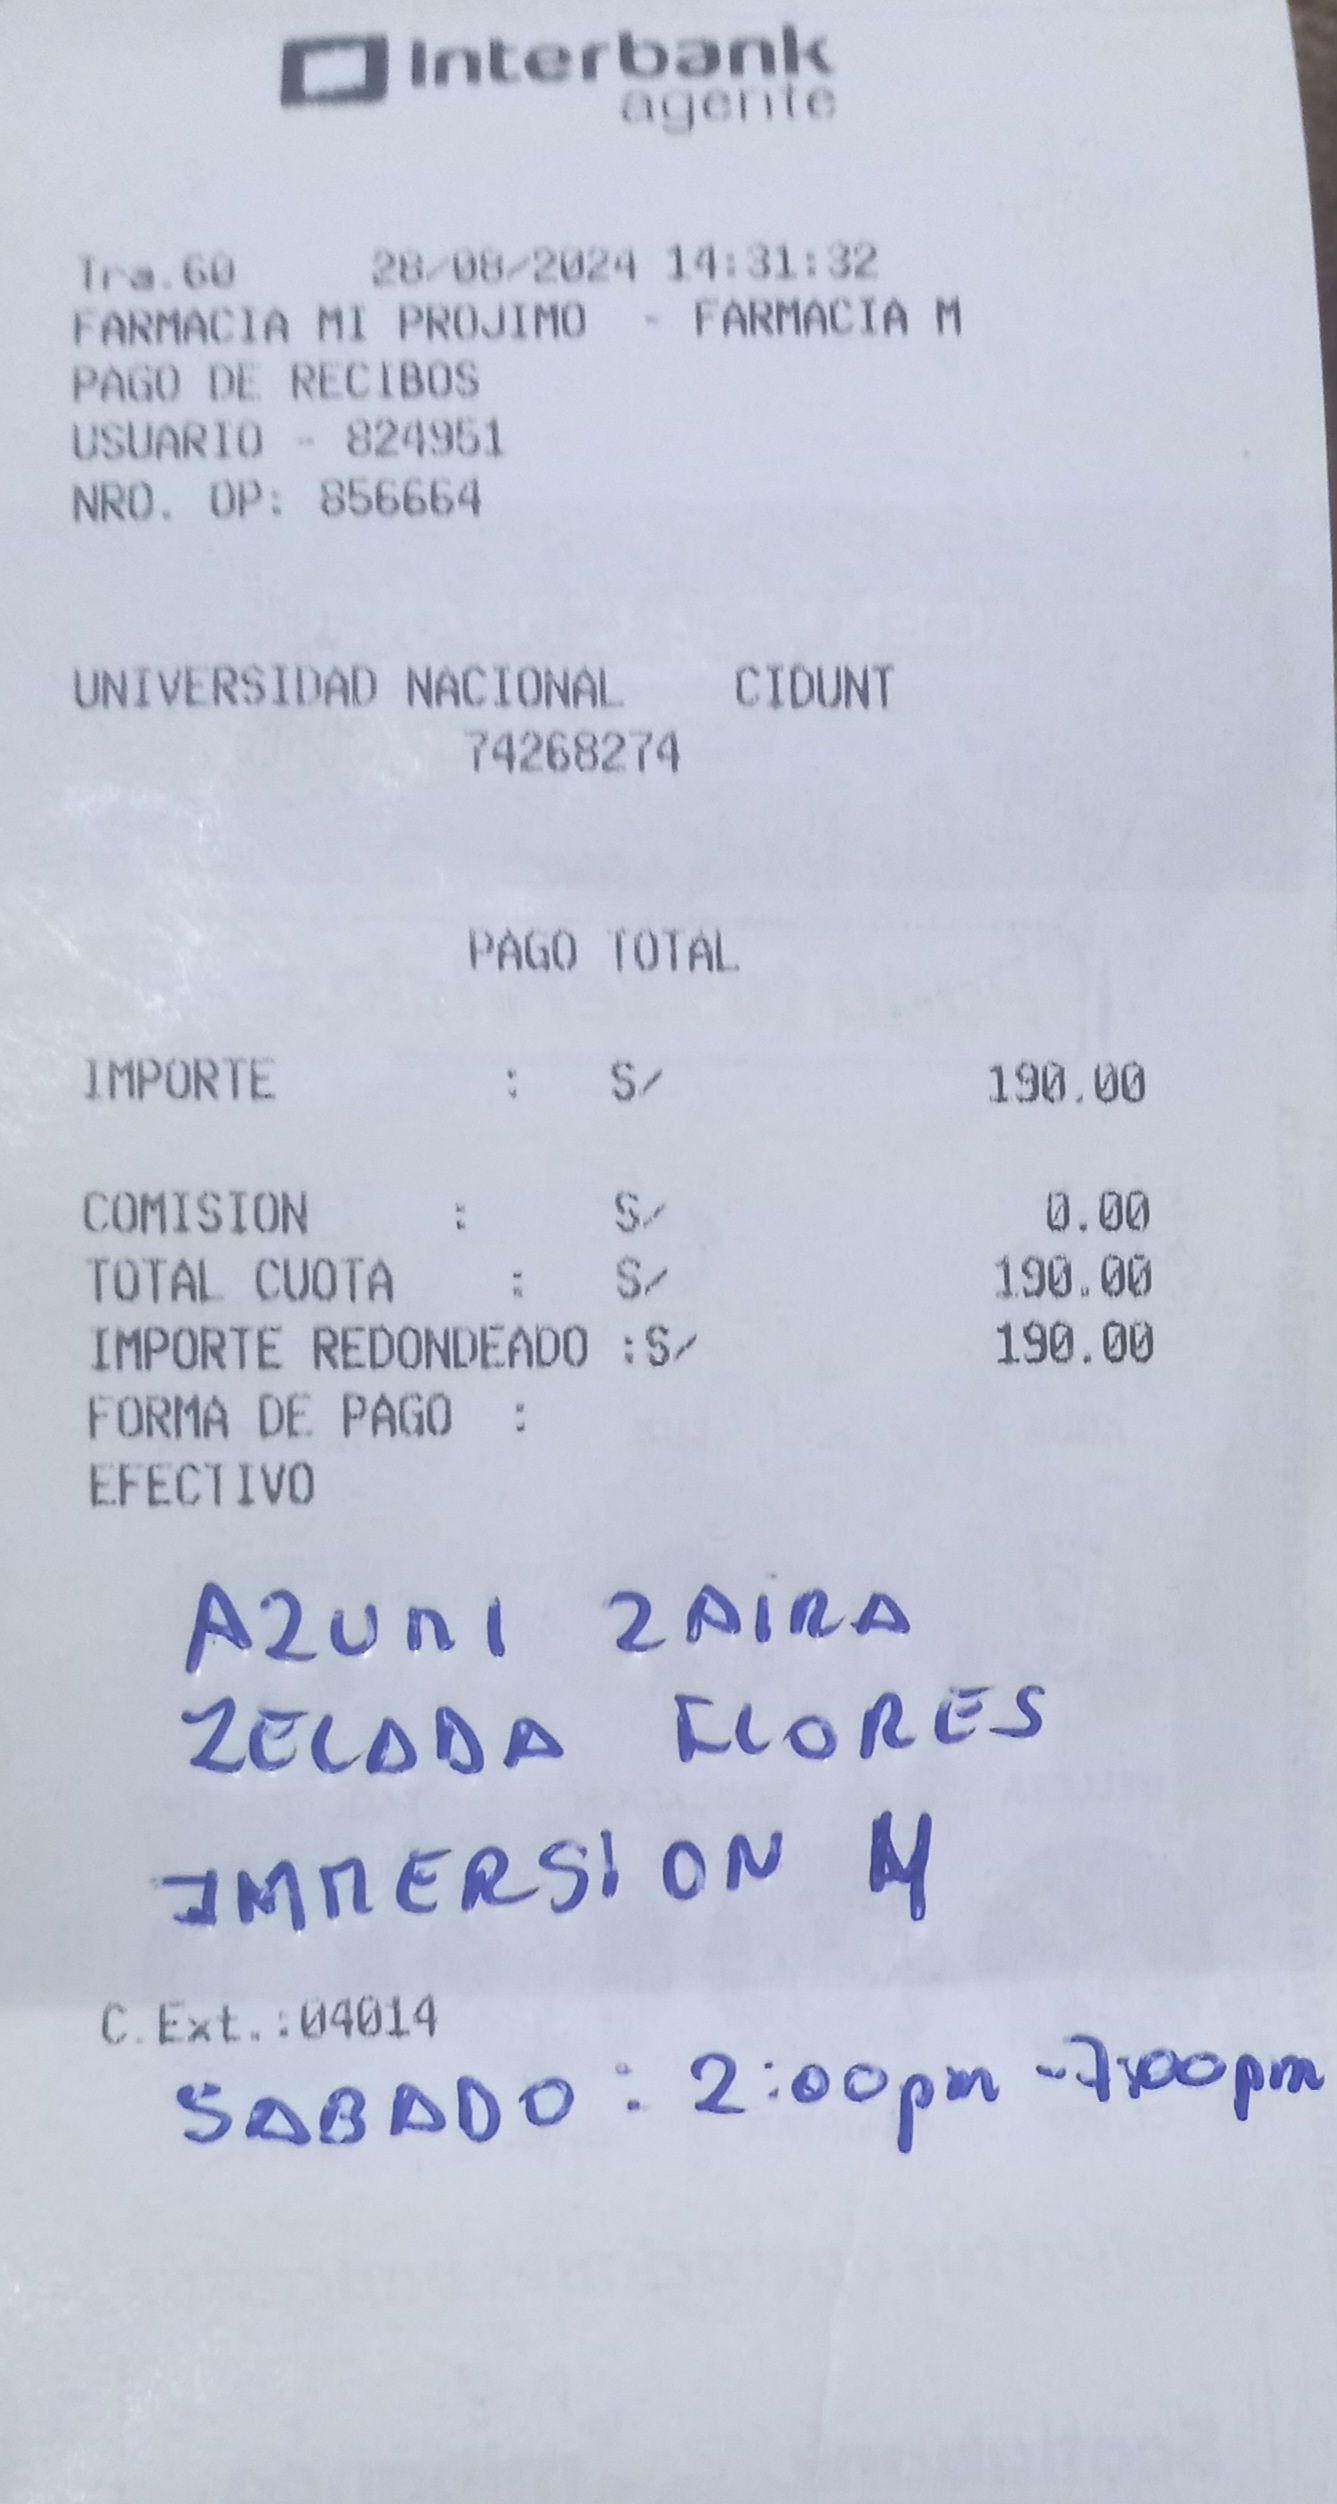 Interbank
agente
Tra.60 28/08/2024 14:31:32
FARMACIA MI PROJIMO - FARMACIA M
PAGO DE RECIBOS
USUARIO - 824951
NRO. OP: 856664
UNIVERSIDAD NACIONAL CIDUNT
74268274
PAGO TOTAL
IMPORTE : S/ 190.00
COMISION : S/ 0.00
TOTAL CUOTA : S/ 190.00
IMPORTE REDONDEADO :S/ 190.00
FORMA DE PAGO :
EFECTIVO
AZUMI ZAIRA
ZELADA FLORES
IMMERSION 4
C.Ext.:04014
SABADO : 2:00pm - 7:00pm